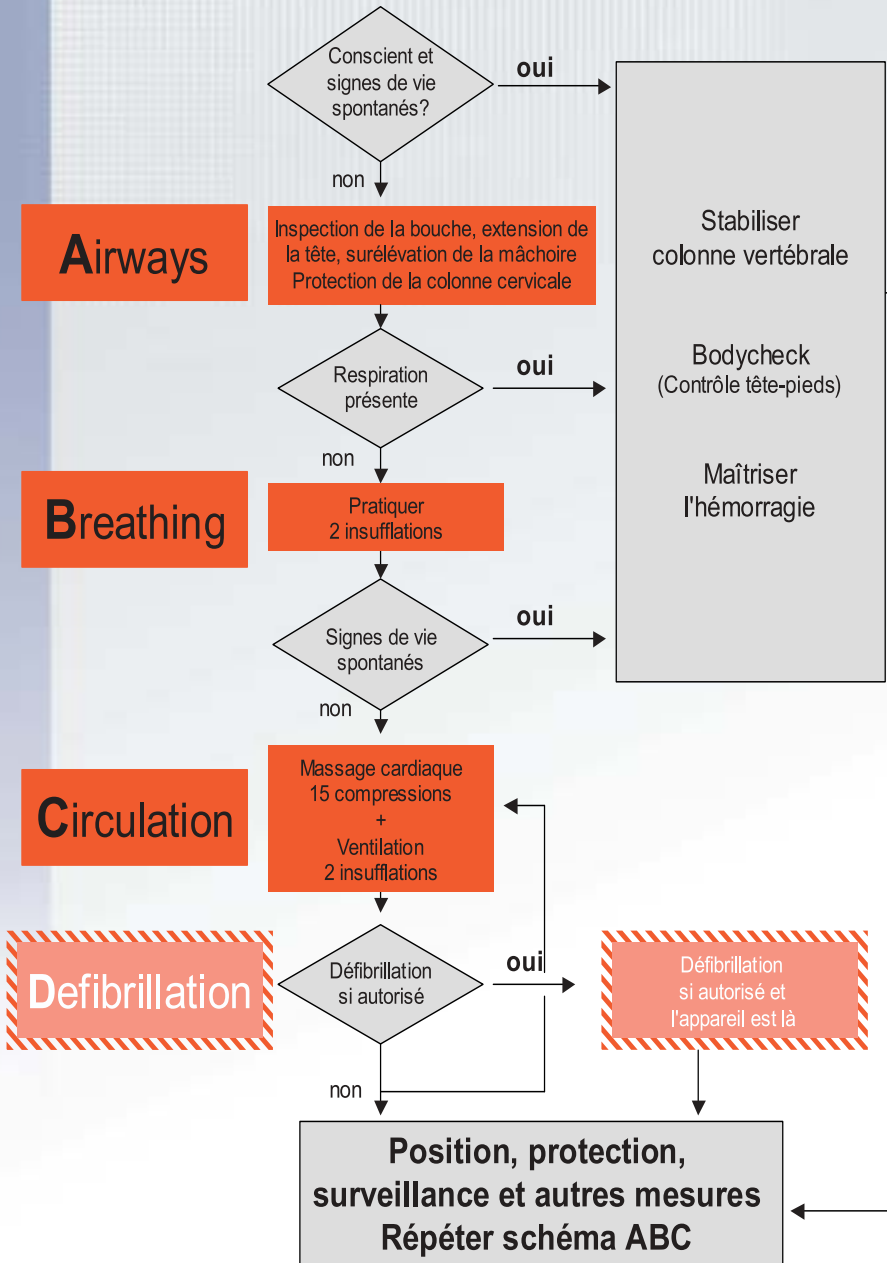 Conscient et
signes de vie
spontanés?
oui
non
Airways
Inspection de la bouche, extension de
la tête, surélévation de la mâchoire
Protection de la colonne cervicale
Stabiliser
colonne vertébrale
Bodycheck
(Contrôle tête-pieds)
Maîtriser
l'hémorragie
Respiration
présente
oui
non
Breathing
Pratiquer
2 insufflations
Signes de vie
spontanés
oui
non
Circulation
Massage cardiaque
15 compressions
+
Ventilation
2 insufflations
Defibrillation
Défibrillation
si autorisé
oui
Défibrillation
si autorisé et
l'appareil est là
non
Position, protection,
surveillance et autres mesures
Répéter schéma ABC